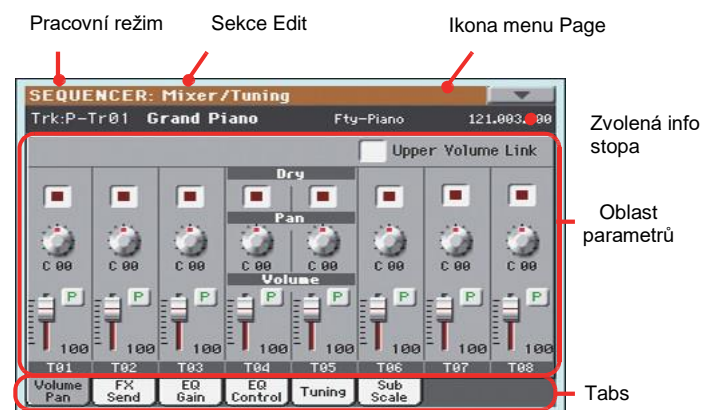 Pracovní režim Sekce Edit Ikona menu Page
SEQUENCER: Mixer/Tuning
Trk:P-Tr01 Grand Piano Fty-Piano 121.003.000
Zvolená info
stopa
Upper Volume Link
Dry
Pan
Oblast
parametrů
C 00 C 00 C 00 C 00 C 00 C 00 C 00 C 00
Volume
P P P P P P P P
100 100 100 100 100 100 100 100
T01 T02 T03 T04 T05 T06 T07 T08
Volume Pan FX Send EQ Gain EQ Control Tuning Sub Scale
Tabs